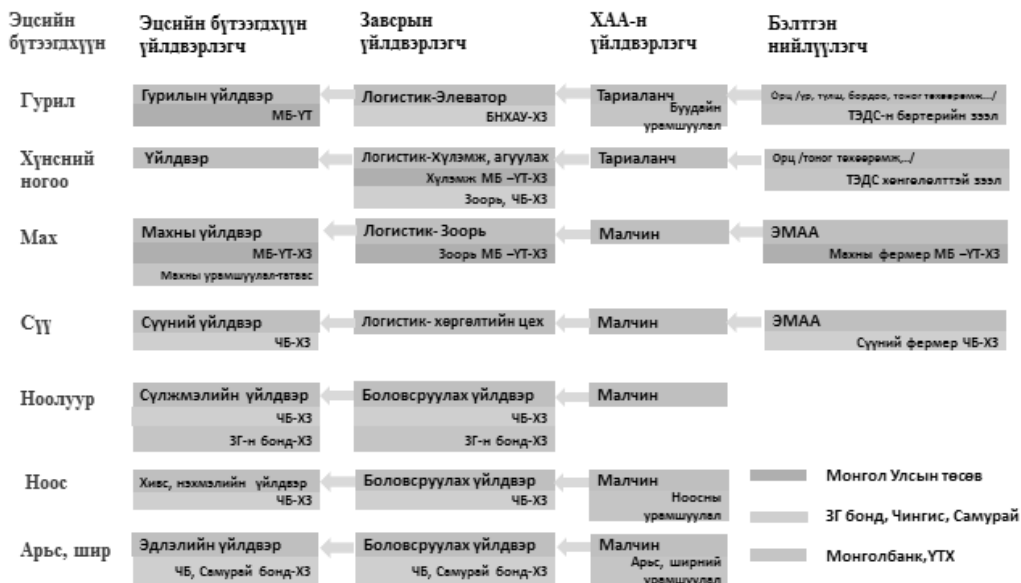 Эцсийн бүтээгдхүүн
Эцсийн бүтээгдхүүн үйлдвэрлэгч
Завсрын үйлдвэрлэгч
ХАА-н үйлдвэрлэгч
Бэлтгэн нийлүүлэгч
Гурил
Гурилын үйлдвэр
МБ-ҮТ
Логистик-Элеватор
БНХАУ-ХЗ
Тариаланч
Буудайн
урамшуулал
Орц /үр, түлш, бордоо, тоног төхөөрөмж.../
ТЭДС-н бартерийн зээл
Хүнсний ногоо
Үйлдвэр
Логистик-Хүлэмж, агуулах
Хүлэмж МБ –ҮТ-ХЗ
Зоорь, ЧБ-ХЗ
Тариаланч
Орц /тоног төхөөрөмж,../
ТЭДС хөнгөлөлттэй зээл
Мах
Махны үйлдвэр
МБ-ҮТ-ХЗ
Махны урамшуулал-татаас
Логистик- Зоорь
Зоорь МБ –ҮТ-ХЗ
Малчин
ЭМАА
Махны фермер МБ –ҮТ-ХЗ
Сүү
Сүүний үйлдвэр
ЧБ-ХЗ
Логистик- хөргөлтийн цех
Малчин
ЭМАА
Сүүний фермер ЧБ-ХЗ
Ноолуур
Сүлжмэлийн үйлдвэр
ЧБ-ХЗ
ЗГ-н бонд-ХЗ
Боловсруулах үйлдвэр
ЧБ-ХЗ
ЗГ-н бонд-ХЗ
Малчин
Ноос
Хивс, нэхмэлийн үйлдвэр
ЧБ-ХЗ
Боловсруулах үйлдвэр
ЧБ-ХЗ
Малчин
Ноосны
урамшуулал
Арьс, шир
Эдлэлийн үйлдвэр
ЧБ, Самурай бонд-ХЗ
Боловсруулах үйлдвэр
ЧБ, Самурай бонд-ХЗ
Малчин
Арьс, ширний
урамшуулал
Монгол Улсын төсөв
ЗГ бонд, Чингис, Самурай
Монголбанк,ҮТХ